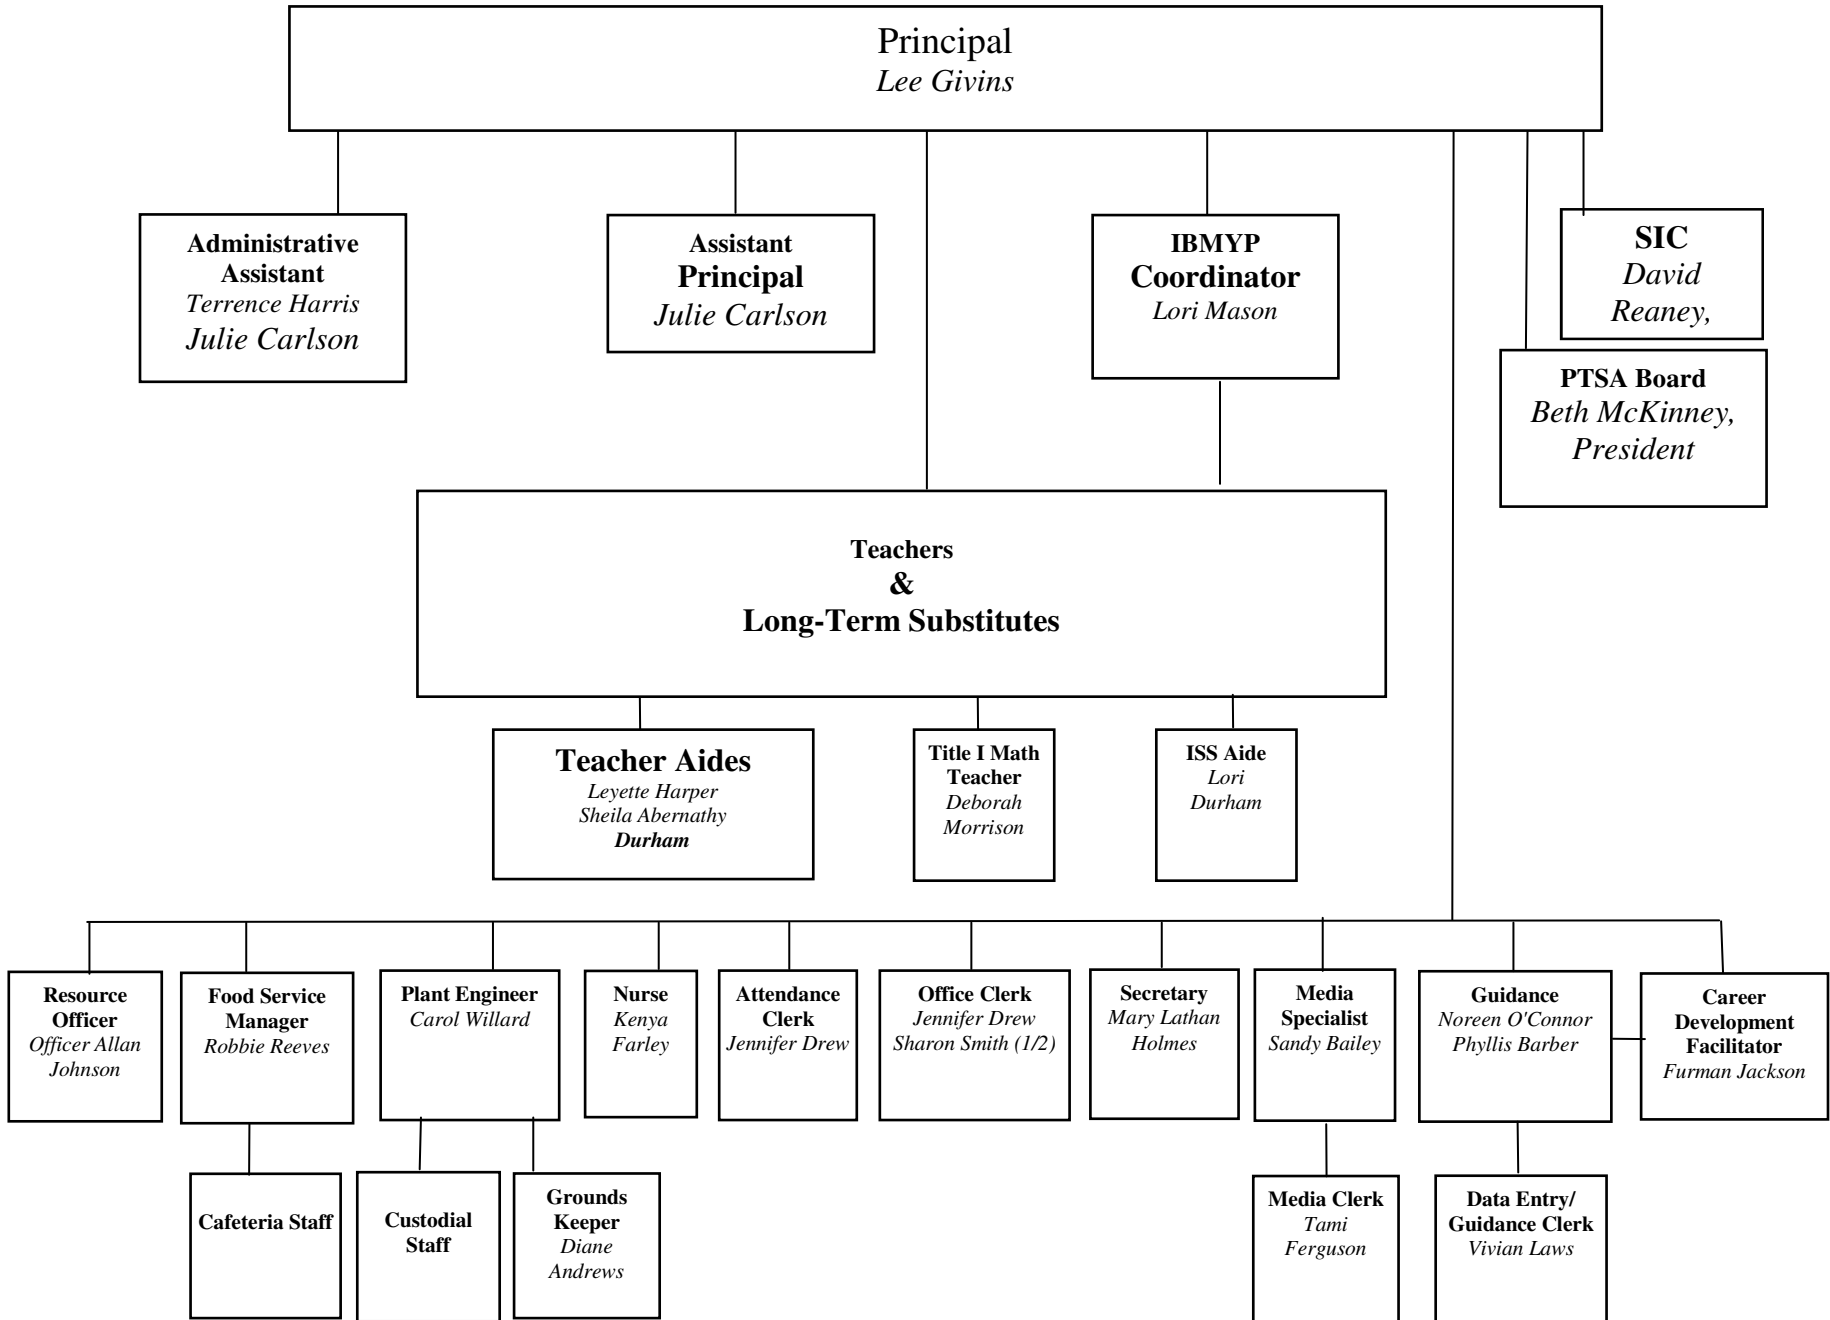 Principal
Lee Givins
Administrative
Assistant
Terrence Harris
Julie Carlson
Assistant
Principal
Julie Carlson
IBMYP
Coordinator
Lori Mason
SIC
David
Reaney,
PTSA Board
Beth McKinney,
President
Teachers
&
Long-Term Substitutes
Teacher Aides
Leyette Harper
Sheila Abernathy
Durham
Title I Math
Teacher
Deborah
Morrison
ISS Aide
Lori
Durham
Resource
Officer
Officer Allan
Johnson
Food Service
Manager
Robbie Reeves
Plant Engineer
Carol Willard
Nurse
Kenya
Farley
Attendance
Clerk
Jennifer Drew
Office Clerk
Jennifer Drew
Sharon Smith (1/2)
Secretary
Mary Lathan
Holmes
Media
Specialist
Sandy Bailey
Guidance
Noreen O'Connor
Phyllis Barber
Career
Development
Facilitator
Furman Jackson
Cafeteria Staff
Custodial
Staff
Grounds
Keeper
Diane
Andrews
Media Clerk
Tami
Ferguson
Data Entry/
Guidance Clerk
Vivian Laws